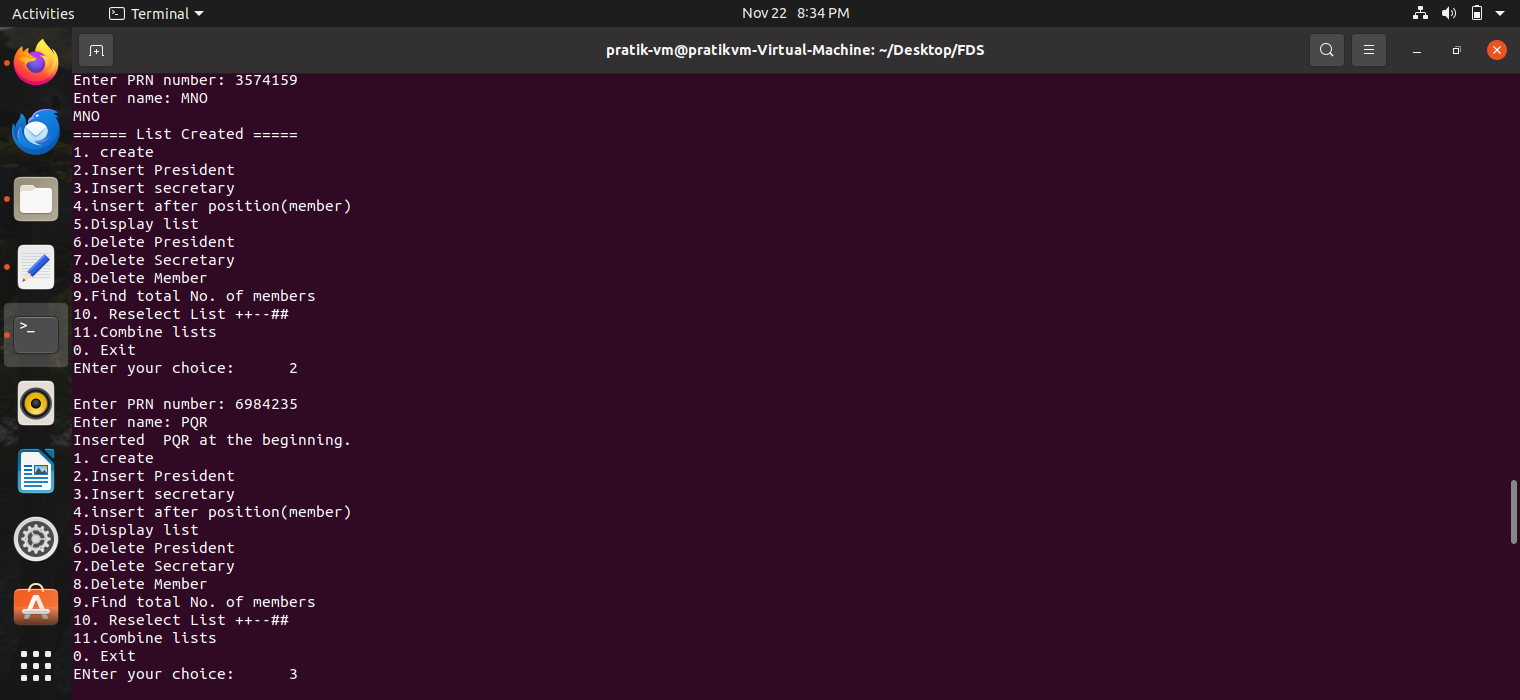 Activities
Terminal
Nov 22 8:34 PM
pratik-vm@pratikvm-Virtual-Machine: ~/Desktop/FDS
Enter PRN number: 3574159
Enter name: MNO
MNO
====== List Created =====
1. create
2.Insert President
3.Insert secretary
4.insert after position(member)
5.Display list
6.Delete President
7.Delete Secretary
8.Delete Member
9.Find total No. of members
10. Reselect List ++--##
11.Combine lists
0. Exit
ENter your choice:      2

Enter PRN number: 6984235
Enter name: PQR
Inserted  PQR at the beginning.
1. create
2.Insert President
3.Insert secretary
4.insert after position(member)
5.Display list
6.Delete President
7.Delete Secretary
8.Delete Member
9.Find total No. of members
10. Reselect List ++--##
11.Combine lists
0. Exit
ENter your choice:      3